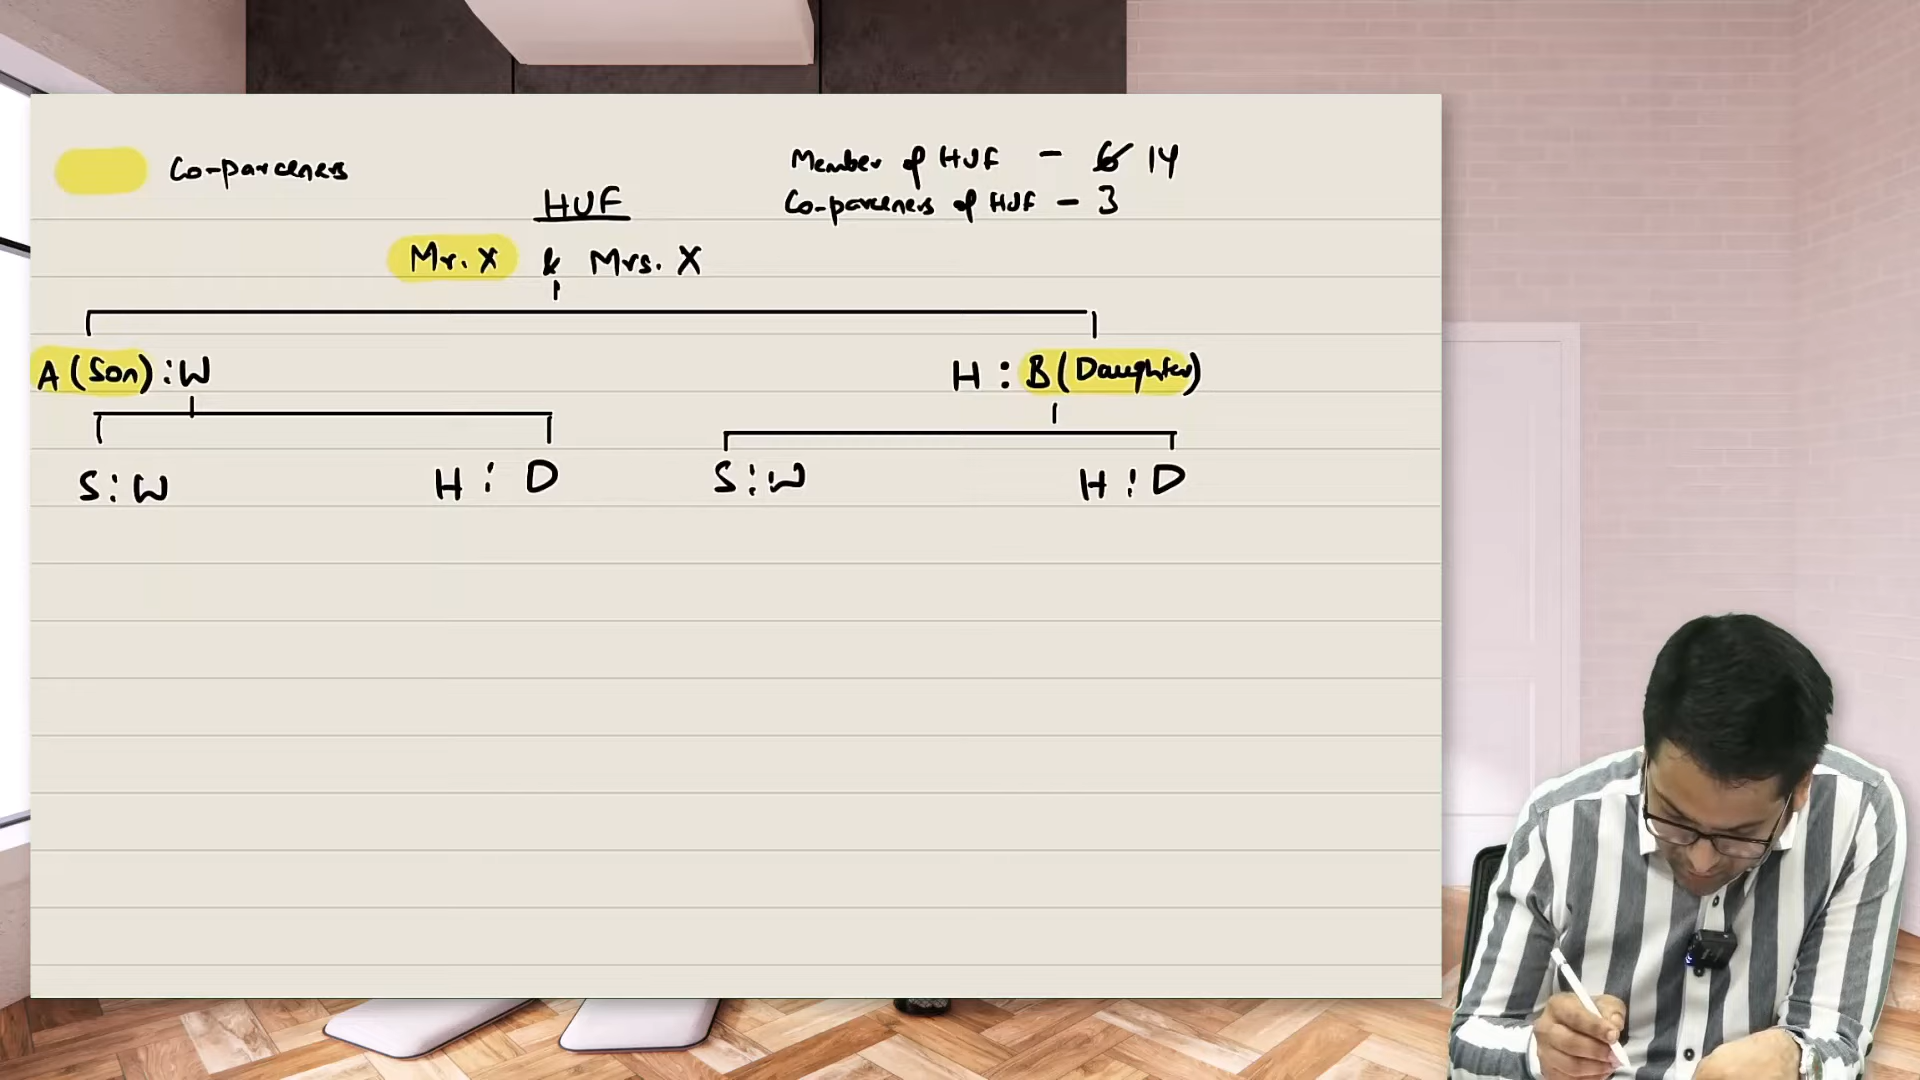 Co-parceners
Member of HUF - 6 14
Co-parceners of HUF - 3
HUF
Mr. X & Mrs. X
A (Son) : W
H : B (Daughter)
S : W
H : D
S : W
H : D